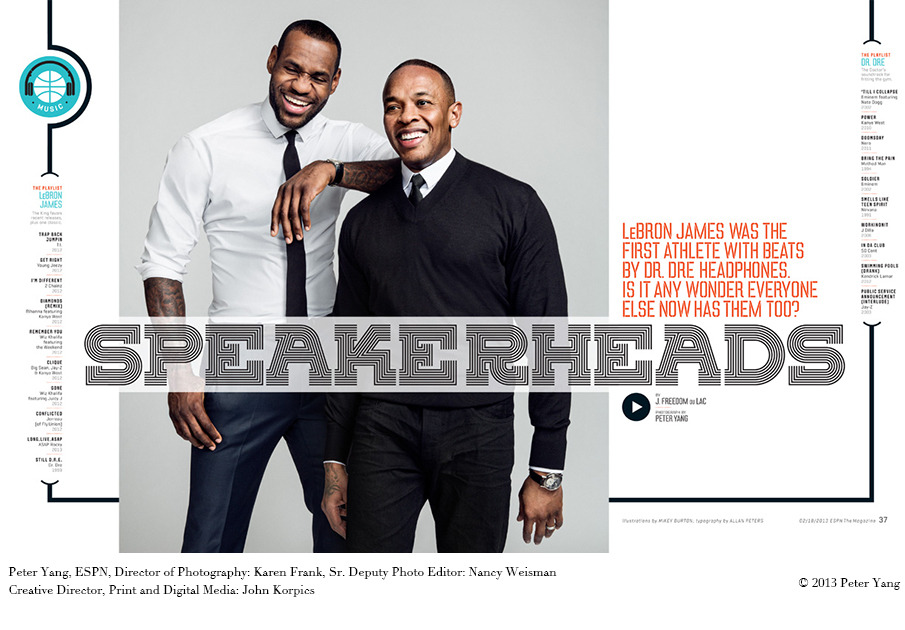 MUSIC
THE PLAYLIST
LeBRON
JAMES
The King favors
recent releases,
plus one classic.
TRAP BACK
JUMPIN
T.I.
2012
GET RIGHT
Young Jeezy
2012
I'M DIFFERENT
2 Chainz
2012
DIAMONDS
(REMIX)
Rihanna featuring
Kanye West
2012
REMEMBER YOU
Wiz Khalifa
featuring
the Weeknd
2012
CLIQUE
Big Sean, Jay-Z
& Kanye West
2012
GONE
Wiz Khalifa
featuring Juicy J
2012
CONFLICTED
(of Fly Union)
2012
LONG.LIVE.A$AP
A$AP Rocky
2013
STILL D.R.E.
Dr. Dre
1999
LeBRON JAMES WAS THE
FIRST ATHLETE WITH BEATS
BY DR. DRE HEADPHONES.
IS IT ANY WONDER EVERYONE
ELSE NOW HAS THEM TOO?
SPEAKERHEADS
BY
J. FREEDOM DU LAC
PHOTOGRAPHS BY
PETER YANG
THE PLAYLIST
DR. DRE
The Doctor's
soundtrack for
hitting the gym.
'TILL I COLLAPSE
Eminem featuring
Nate Dogg
2002
POWER
Kanye West
2010
DOOMSDAY
Nero
BRING THE PAIN
Method Man
1994
SOLDIER
Eminem
2002
SMELLS LIKE
TEEN SPIRIT
Nirvana
1991
WORKINONIT
J Dilla
2006
IN DA CLUB
50 Cent
2003
SWIMMING POOLS
(DRANK)
Kendrick Lamar
2012
PUBLIC SERVICE
ANNOUNCEMENT
(INTERLUDE)
Jay-Z
2003
Illustrations by MIKEY BURTON; typography by ALLAN PETERS
02/18/2013 ESPN The Magazine 37
Peter Yang, ESPN, Director of Photography: Karen Frank, Sr. Deputy Photo Editor: Nancy Weisman
Creative Director, Print and Digital Media: John Korpics
© 2013 Peter Yang